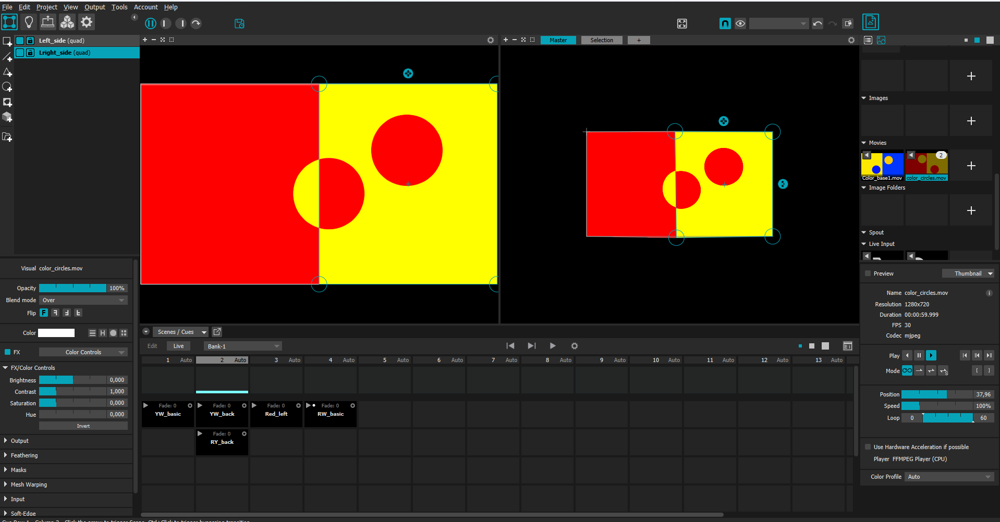 File Edit Project View Output Tools Account Help
Left_side (quad)
Lright_side (quad)
Master Selection +
Images
Movies
2
Color_base1.mov color_circles.mov
Image Folders
Spout
Live Input
Visual color_circles.mov
Opacity 100%
Blend mode Over
Flip F
Color H
FX Color Controls
FX/Color Controls
Brightness 0,000
Contrast 1,000
Saturation 0,000
Hue 0,000
Invert
Output
Feathering
Masks
Mesh Warping
Input
Soft-Edge
Scenes / Cues
Edit Live Bank-1
1 Auto 2 Auto 3 Auto 4 Auto 5 Auto 6 Auto 7 Auto 8 Auto 9 Auto 10 Auto 11 Auto 12 Auto 13 Auto
Fade: 0 Fade: 0 Fade: 0 Fade: 0
YW_basic YW_back Red_left RW_basic
Fade: 0
RY_back
Preview Thumbnail
Name color_circles.mov
Resolution 1280x720
Duration 00:00:59.999
FPS 30
Codec mjpeg
Play
Mode S [ ]
Position 37,96
Speed 100%
Loop 0 60
Use Hardware Acceleration if possible
Player FFMPEG Player (CPU)
Color Profile Auto